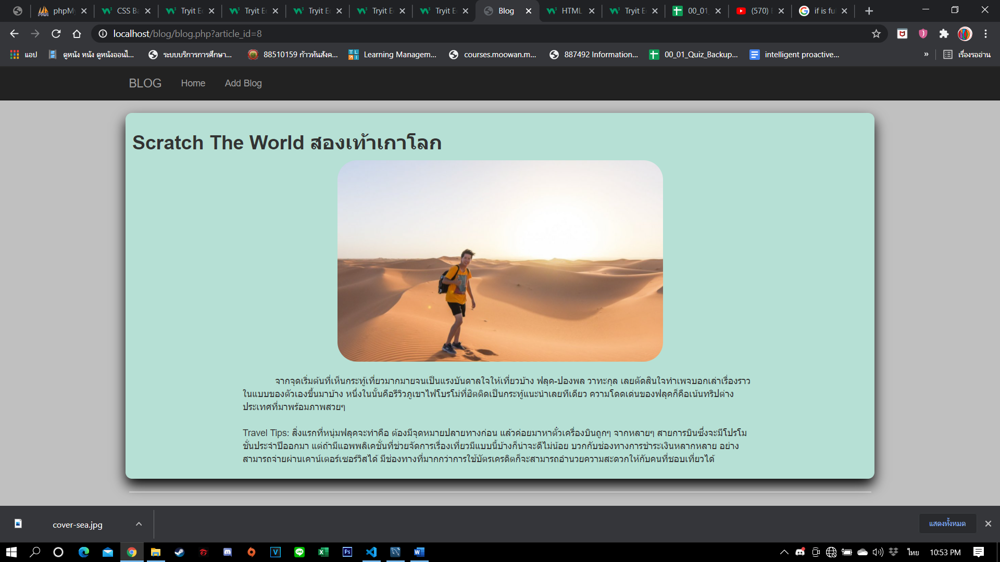 phpMy
CSS Ba
Tryit Ed
Tryit Ed
Tryit Ed
Tryit Ed
Tryit Ed
Blog
HTML
Tryit Ed
00_01_
(570)
if is fu
localhost/blog/blog.php?article_id=8
แอป
ดูหนัง หนัง ดูหนังออนไ...
ระบบบริการการศึกษา...
88510159 ก้าวทันสังค...
Learning Managem...
courses.moowan.m...
887492 Information...
00_01_Quiz_Backup...
intelligent proactive...
»
เรื่องรออ่าน
BLOG
Home
Add Blog
Scratch The World สองเท้าเกาโลก
จากจุดเริ่มต้นที่เห็นกระทู้เที่ยวมากมายจนเป็นแรงบันดาลใจให้เที่ยวบ้าง ฟลุค-ปองพล วาทะกุล เลยตัดสินใจทำเพจบอกเล่าเรื่องราว
ในแบบของตัวเองขึ้นมาบ้าง หนึ่งในนั้นคือรีวิวภูเขาไฟโบรโม่ที่ฮิตติดเป็นกระทู้แนะนำเลยทีเดียว ความโดดเด่นของฟลุคก็คือเน้นทริปต่าง
ประเทศที่มาพร้อมภาพสวยๆ
Travel Tips: สิ่งแรกที่หนุ่มฟลุคจะทำคือ ต้องมีจุดหมายปลายทางก่อน แล้วค่อยมาหาตั๋วเครื่องบินถูกๆ จากหลายๆ สายการบินซึ่งจะมีโปรโม
ชั่นประจำปีออกมา แต่ถ้ามีแอพพลิเคชั่นที่ช่วยจัดการเรื่องเที่ยวมีแบบนี้บ้างก็น่าจะดีไม่น้อย บวกกับช่องทางการชำระเงินหลากหลาย อย่าง
สามารถจ่ายผ่านเคาน์เตอร์เซอร์วิสได้ มีช่องทางที่มากกว่าการใช้บัตรเครดิตก็จะสามารถอำนวยความสะดวกให้กับคนที่ชอบเที่ยวได้
cover-sea.jpg
แสดงทั้งหมด
ไทย
10:53 PM